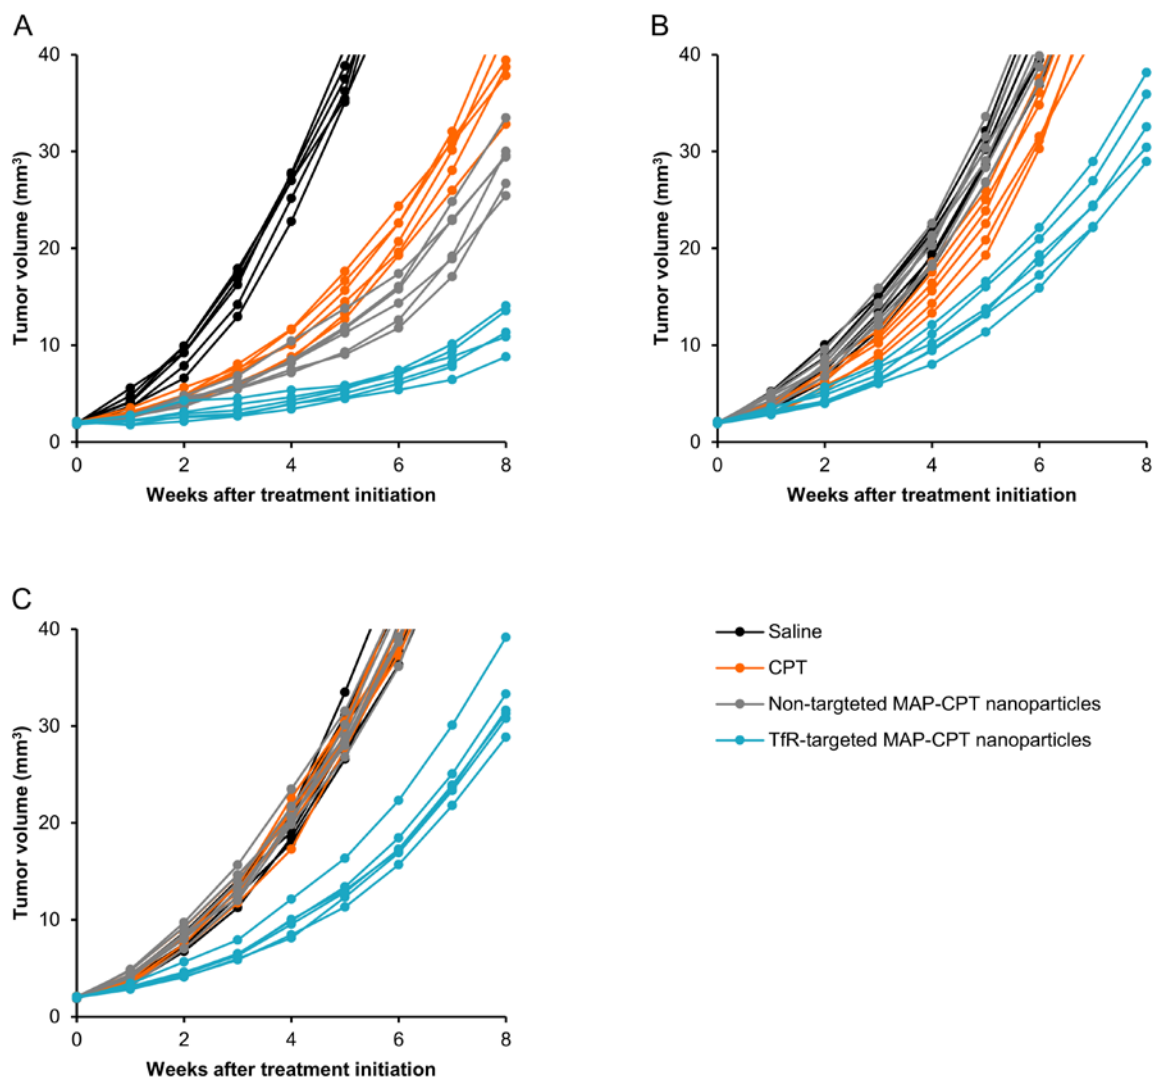 A
Tumor volume (mm³)
40
30
20
10
0
0 2 4 6 8
Weeks after treatment initiation
B
Tumor volume (mm³)
40
30
20
10
0
0 2 4 6 8
Weeks after treatment initiation
C
Tumor volume (mm³)
40
30
20
10
0
0 2 4 6 8
Weeks after treatment initiation
Saline
CPT
Non-targteted MAP-CPT nanoparticles
TfR-targeted MAP-CPT nanoparticles